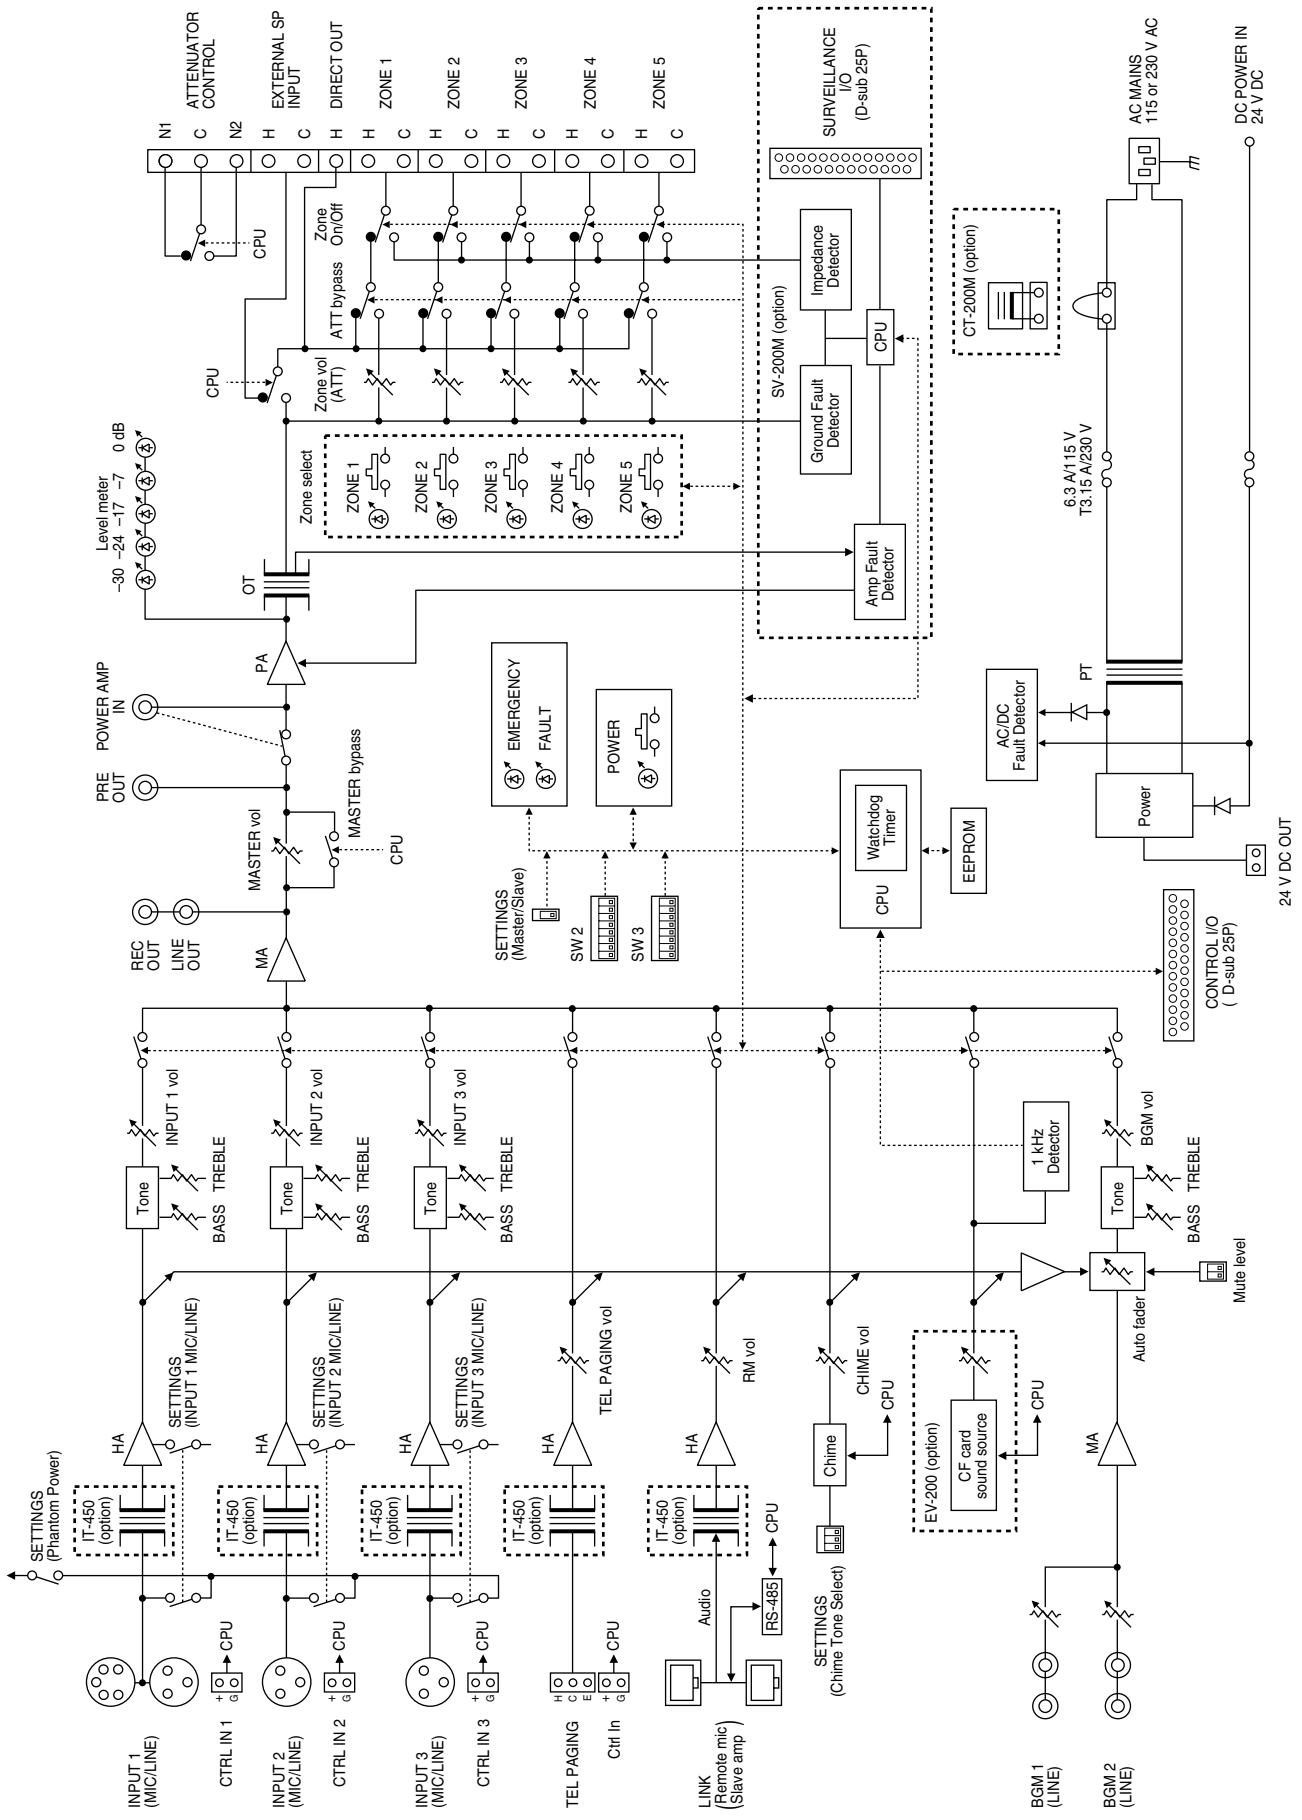 INPUT 1
(MIC/LINE)
CTRL IN 1
+
G
CPU
SETTINGS
(Phantom Power)
IT-450
(option)
HA
SETTINGS
(INPUT 1 MIC/LINE)
Tone
BASS
TREBLE
INPUT 1 vol
INPUT 2
(MIC/LINE)
CTRL IN 2
+
G
CPU
IT-450
(option)
HA
SETTINGS
(INPUT 2 MIC/LINE)
Tone
BASS
TREBLE
INPUT 2 vol
INPUT 3
(MIC/LINE)
CTRL IN 3
+
G
CPU
IT-450
(option)
HA
SETTINGS
(INPUT 3 MIC/LINE)
Tone
BASS
TREBLE
INPUT 3 vol
TEL PAGING
H
C
E
Ctrl In
+
G
CPU
IT-450
(option)
HA
TEL PAGING vol
LINK
(Remote mic
Slave amp)
Audio
RS-485
CPU
IT-450
(option)
HA
RM vol
SETTINGS
(Chime Tone Select)
Chime
CPU
CHIME vol
EV-200 (option)
CF card
sound source
CPU
1 kHz
Detector
BGM 1
(LINE)
BGM 2
(LINE)
MA
Auto fader
Mute level
Tone
BASS
TREBLE
BGM vol
MA
REC
OUT
LINE
OUT
MASTER vol
MASTER bypass
CPU
PRE
OUT
POWER AMP
IN
PA
OT
Level meter
–30
–24
–17
–7
0 dB
Zone select
ZONE 1
ZONE 2
ZONE 3
ZONE 4
ZONE 5
CPU
Zone vol
(ATT)
ATT bypass
Zone
On/Off
CPU
N1
C
N2
ATTENUATOR
CONTROL
H
C
EXTERNAL SP
INPUT
H
DIRECT OUT
H
C
ZONE 1
H
C
ZONE 2
H
C
ZONE 3
H
C
ZONE 4
H
C
ZONE 5
SETTINGS
(Master/Slave)
SW 2
SW 3
EMERGENCY
FAULT
POWER
CPU
Watchdog
Timer
EEPROM
CONTROL I/O
( D-sub 25P)
SV-200M (option)
Amp Fault
Detector
Ground Fault
Detector
Impedance
Detector
CPU
SURVEILLANCE
I/O
(D-sub 25P)
24 V DC OUT
Power
AC/DC
Fault Detector
PT
6.3 A/115 V
T3.15 A/230 V
CT-200M (option)
AC MAINS
115 or 230 V AC
DC POWER IN
24 V DC